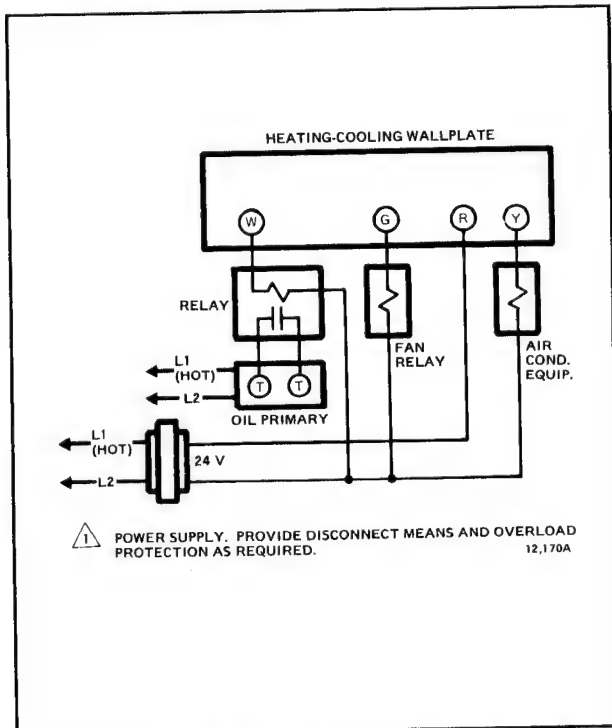 HEATING-COOLING WALLPLATE
W G R Y
RELAY
FAN
RELAY
AIR
COND.
EQUIP.
L1
(HOT)
L2
T T
OIL PRIMARY
L1
(HOT)
L2
24 V
1 POWER SUPPLY. PROVIDE DISCONNECT MEANS AND OVERLOAD
PROTECTION AS REQUIRED.
12,170A